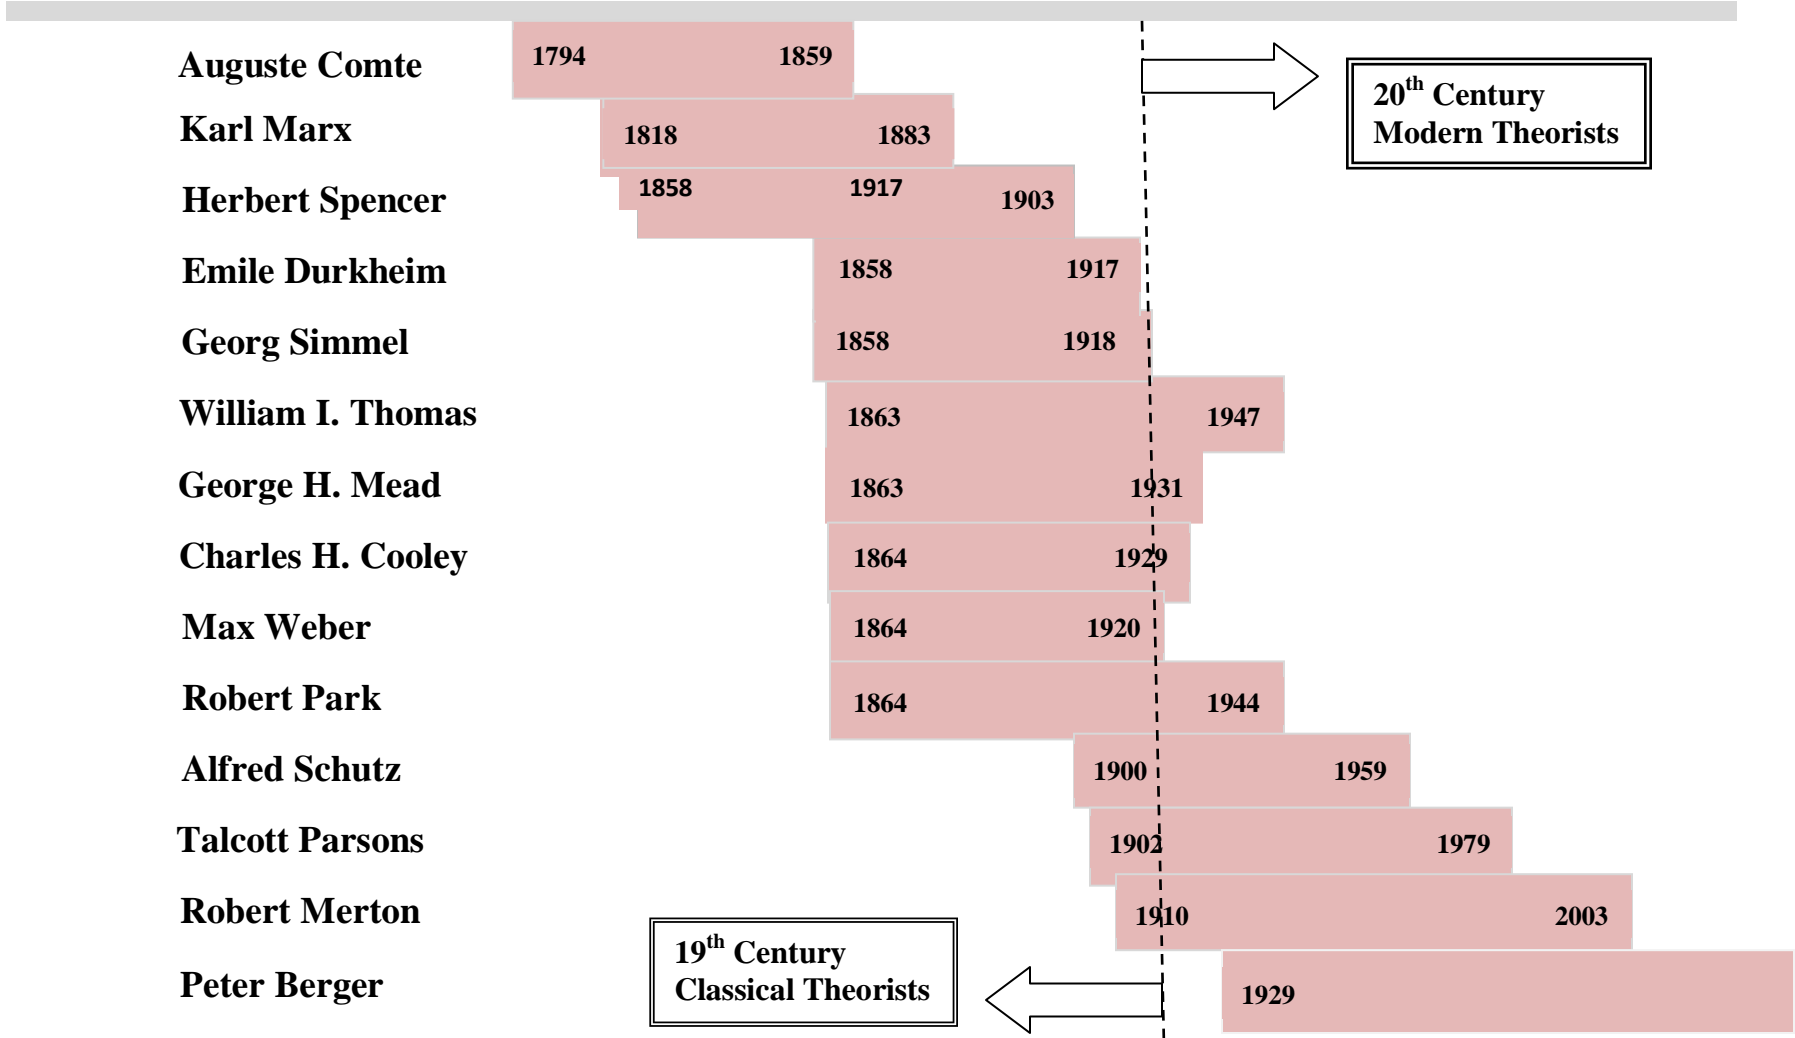 Auguste Comte 1794 1859
20th Century
Modern Theorists
Karl Marx 1818 1883
Herbert Spencer 1858 1917 1903
Emile Durkheim 1858 1917
Georg Simmel 1858 1918
William I. Thomas 1863 1947
George H. Mead 1863 1931
Charles H. Cooley 1864 1929
Max Weber 1864 1920
Robert Park 1864 1944
Alfred Schutz 1900 1959
Talcott Parsons 1902 1979
Robert Merton 1910 2003
19th Century
Classical Theorists
Peter Berger 1929